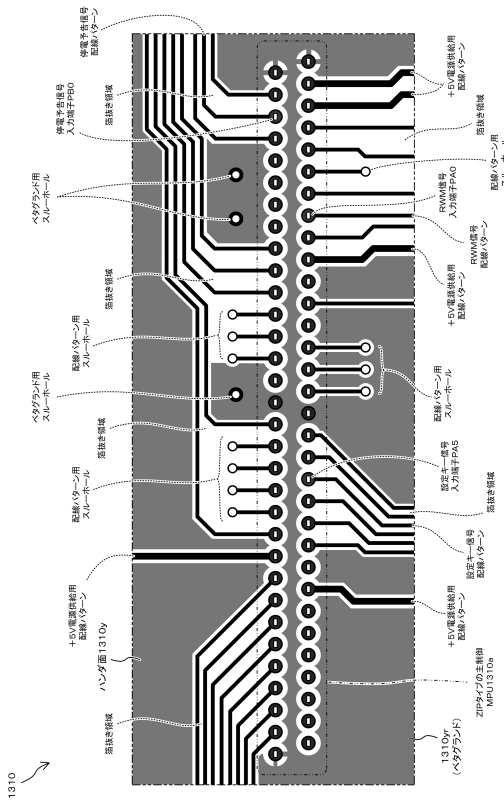 1310
箔抜き領域
ハンダ面1310y
+5V電源供給用
配線パターン
配線パターン用
スルーホール
箔抜き領域
ベタグランド用
スルーホール
配線パターン用
スルーホール
箔抜き領域
ベタグランド用
スルーホール
停電予告信号
入力端子PB0
箔抜き領域
停電予告信号
配線パターン
1310yr
(ベタグランド)
ZIPタイプの主制御
MPU1310a
+5V電源供給用
配線パターン
設定キー信号
配線パターン
箔抜き領域
設定キー信号
入力端子PA5
配線パターン用
スルーホール
+5V電源供給用
配線パターン
RWM信号
配線パターン
RWM信号
入力端子PA0
配線パターン用
スルーホール
箔抜き領域
+5V電源供給用
配線パターン